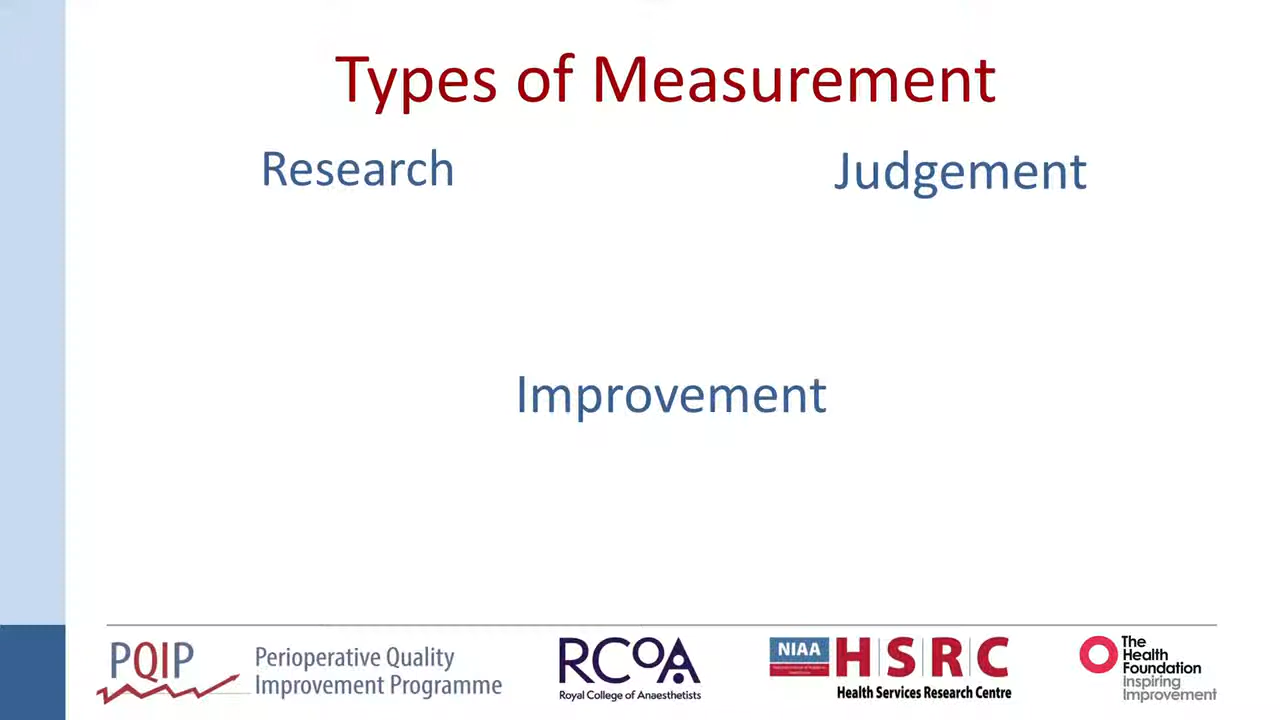 Types of Measurement
Research
Judgement
Improvement
PQIP
Perioperative Quality
Improvement Programme
RCoA
Royal College of Anaesthetists
NIAA
HSRC
Health Services Research Centre
The
Health
Foundation
Inspiring
Improvement